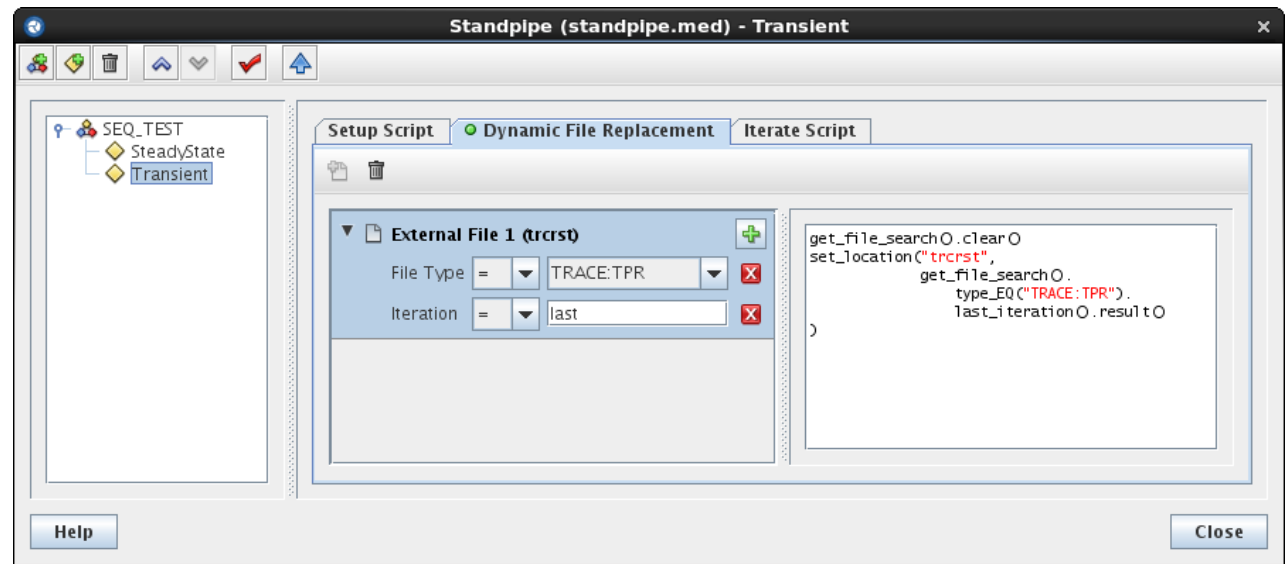 Standpipe (standpipe.med) - Transient
SEQ_TEST
SteadyState
Transient
Setup Script
Dynamic File Replacement
Iterate Script
External File 1 (trcrst)
File Type = TRACE:TPR
Iteration = last
get_file_search().clear()
set_location("trcrst",
get_file_search().
type_EQ("TRACE:TPR").
last_iteration().result()
)
Help
Close